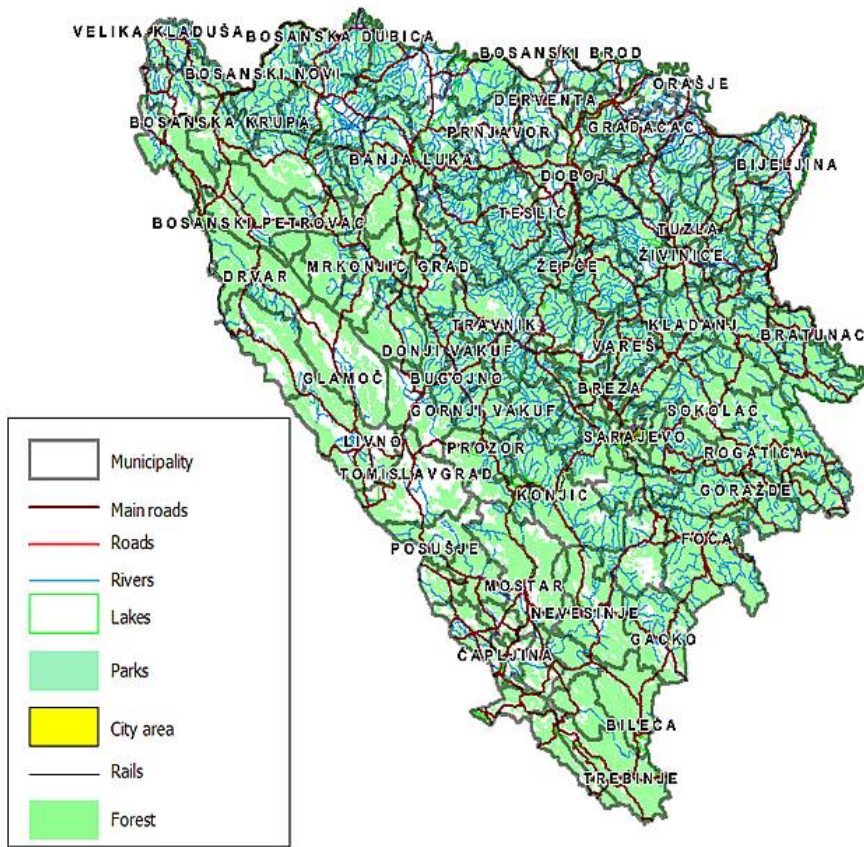 VELIKA KLADUŠA
BOSANSKA DUBICA
BOSANSKI BROD
BOSANSKI NOVI
ORAŠJE
DERVENTA
BOSANSKA KRUPA
PRNJAVOR
GRADAČAC
BANJA LUKA
BIJELJINA
DOBOJ
TESLIĆ
BOSANSKI PETROVAC
TUZLA
ŽIVINICE
MRKONJIĆ GRAD
ŽEPČE
DRVAR
TRAVNIK
KLADANJ
BRATUNAC
VAREŠ
DONJI VAKUF
GLAMOČ
BUGOJNO
BREZA
GORNJI VAKUF
SOKOLAC
SARAJEVO
LIVNO
PROZOR
ROGATICA
TOMISLAVGRAD
GORAŽDE
KONJIC
FOČA
POSUŠJE
MOSTAR
NEVESINJE
GACKO
ČAPLJINA
BILEĆA
TREBINJE
Municipality
Main roads
Roads
Rivers
Lakes
Parks
City area
Rails
Forest